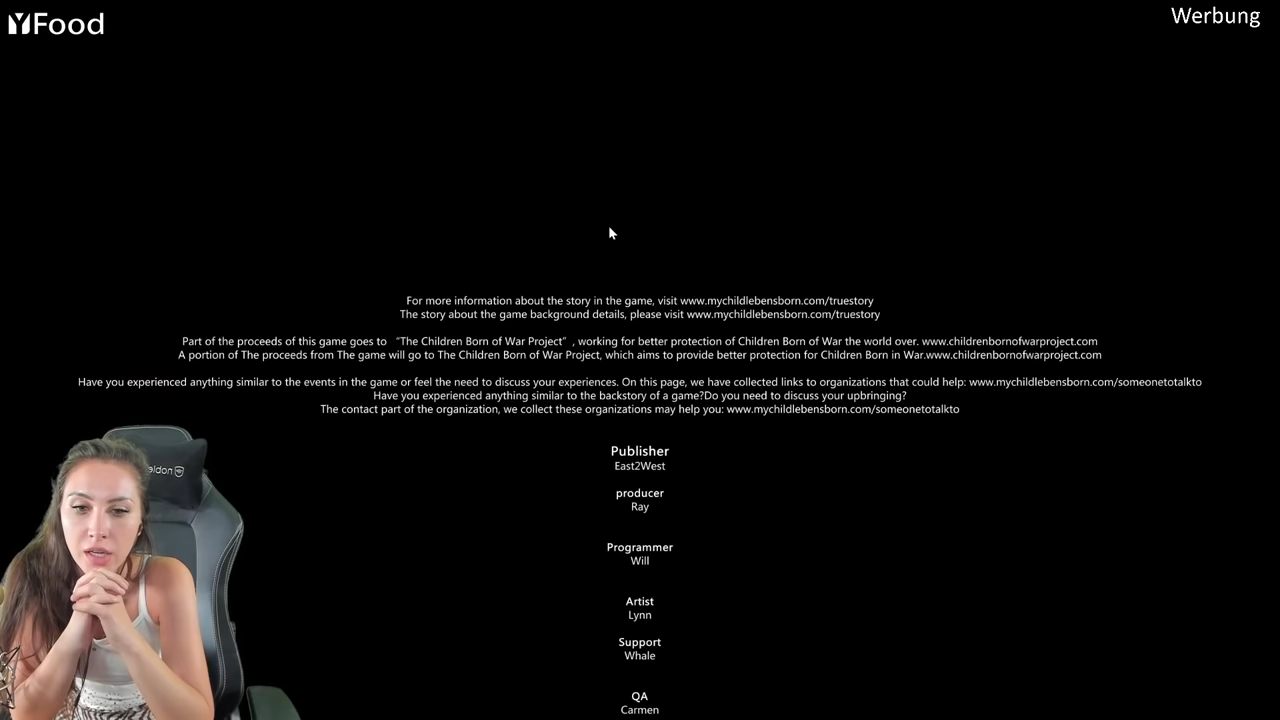 YFood
Werbung
For more information about the story in the game, visit www.mychildlebensborn.com/truestory
The story about the game background details, please visit www.mychildlebensborn.com/truestory
Part of the proceeds of this game goes to “The Children Born of War Project”, working for better protection of Children Born of War the world over. www.childrenbornofwarproject.com
A portion of The proceeds from The game will go to The Children Born of War Project, which aims to provide better protection for Children Born in War.www.childrenbornofwarproject.com
Have you experienced anything similar to the events in the game or feel the need to discuss your experiences. On this page, we have collected links to organizations that could help: www.mychildlebensborn.com/someonetotalkto
Have you experienced anything similar to the backstory of a game?Do you need to discuss your upbringing?
The contact part of the organization, we collect these organizations may help you: www.mychildlebensborn.com/someonetotalkto
Publisher
East2West
producer
Ray
Programmer
Will
Artist
Lynn
Support
Whale
QA
Carmen